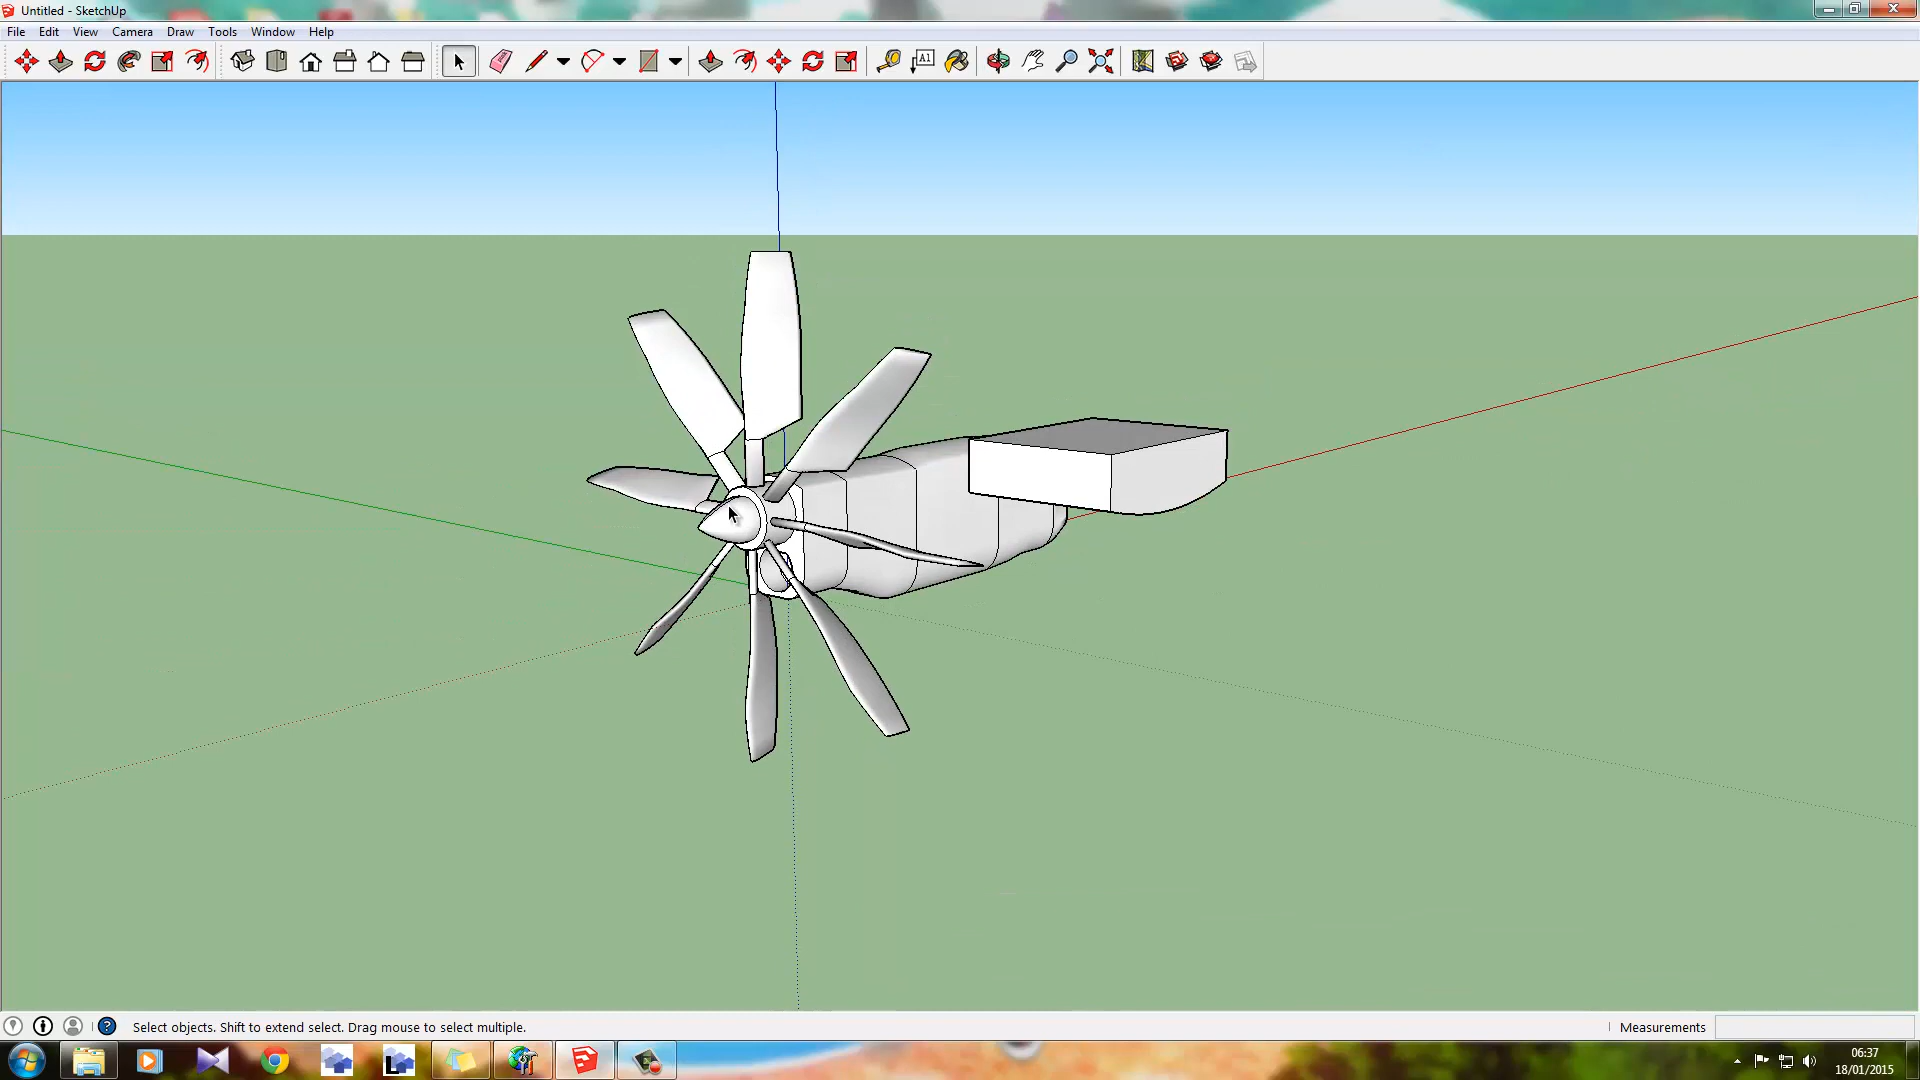 Untitled - SketchUp
File Edit View Camera Draw Tools Window Help
A1
Select objects. Shift to extend select. Drag mouse to select multiple.
Measurements
L
06:37
18/01/2015